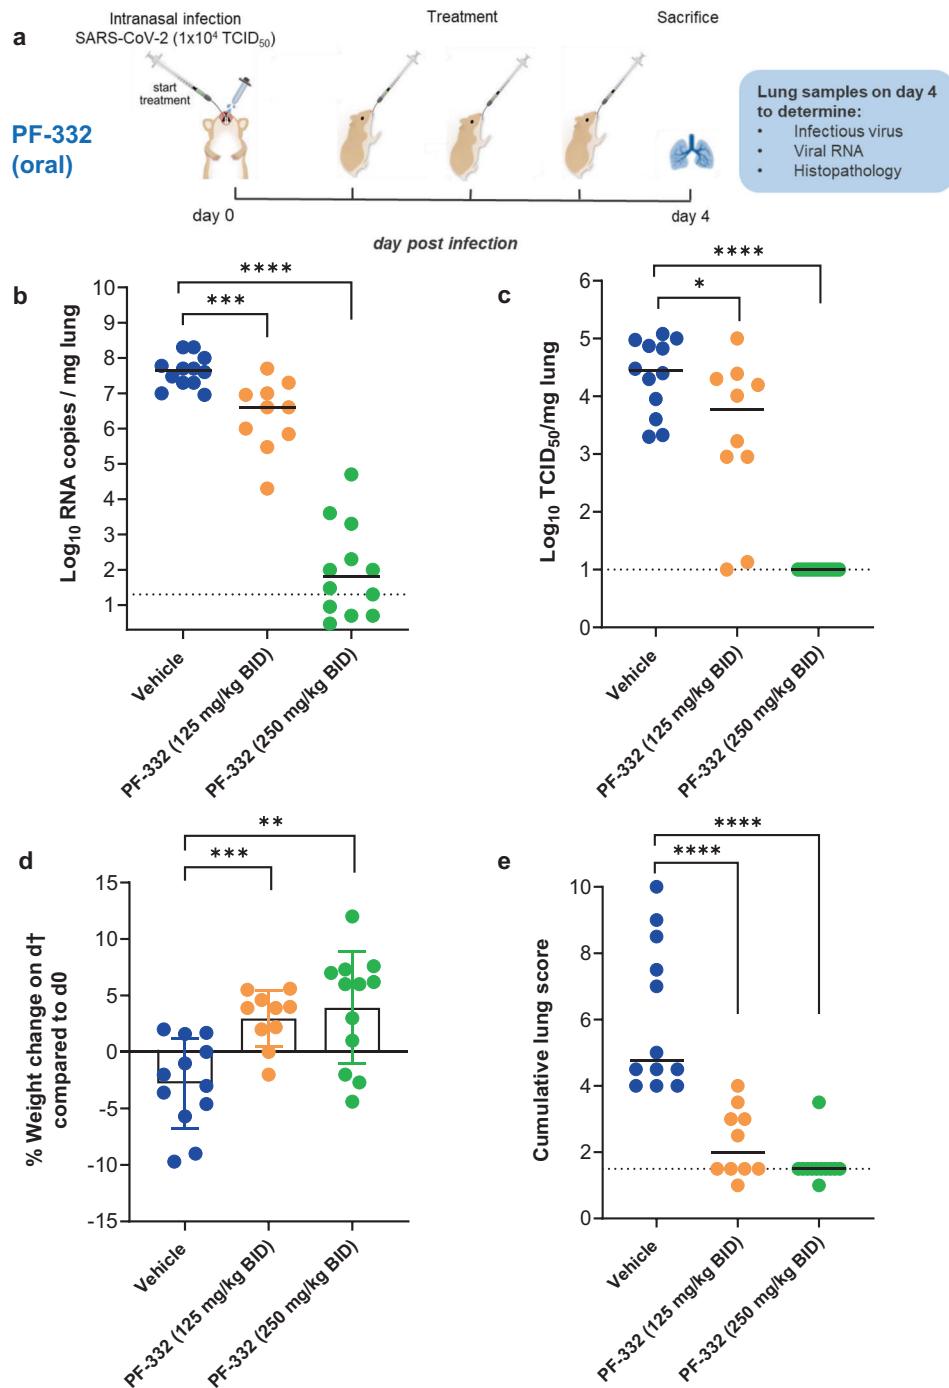 a
Intranasal infection
SARS-CoV-2 (1x10⁴ TCID₅₀)
Treatment
Sacrifice
start
treatment
PF-332
(oral)
Lung samples on day 4
to determine:
• Infectious virus
• Viral RNA
• Histopathology
day 0
day 4
day post infection
b
****
***
Log₁₀ RNA copies / mg lung
10
9
8
7
6
5
4
3
2
1
Vehicle
PF-332 (125 mg/kg BID)
PF-332 (250 mg/kg BID)
c
****
*
Log₁₀ TCID₅₀/mg lung
6
5
4
3
2
1
0
Vehicle
PF-332 (125 mg/kg BID)
PF-332 (250 mg/kg BID)
d
**
***
% Weight change on d†
compared to d0
15
10
5
0
-5
-10
-15
Vehicle
PF-332 (125 mg/kg BID)
PF-332 (250 mg/kg BID)
e
****
****
Cumulative lung score
10
8
6
4
2
0
Vehicle
PF-332 (125 mg/kg BID)
PF-332 (250 mg/kg BID)